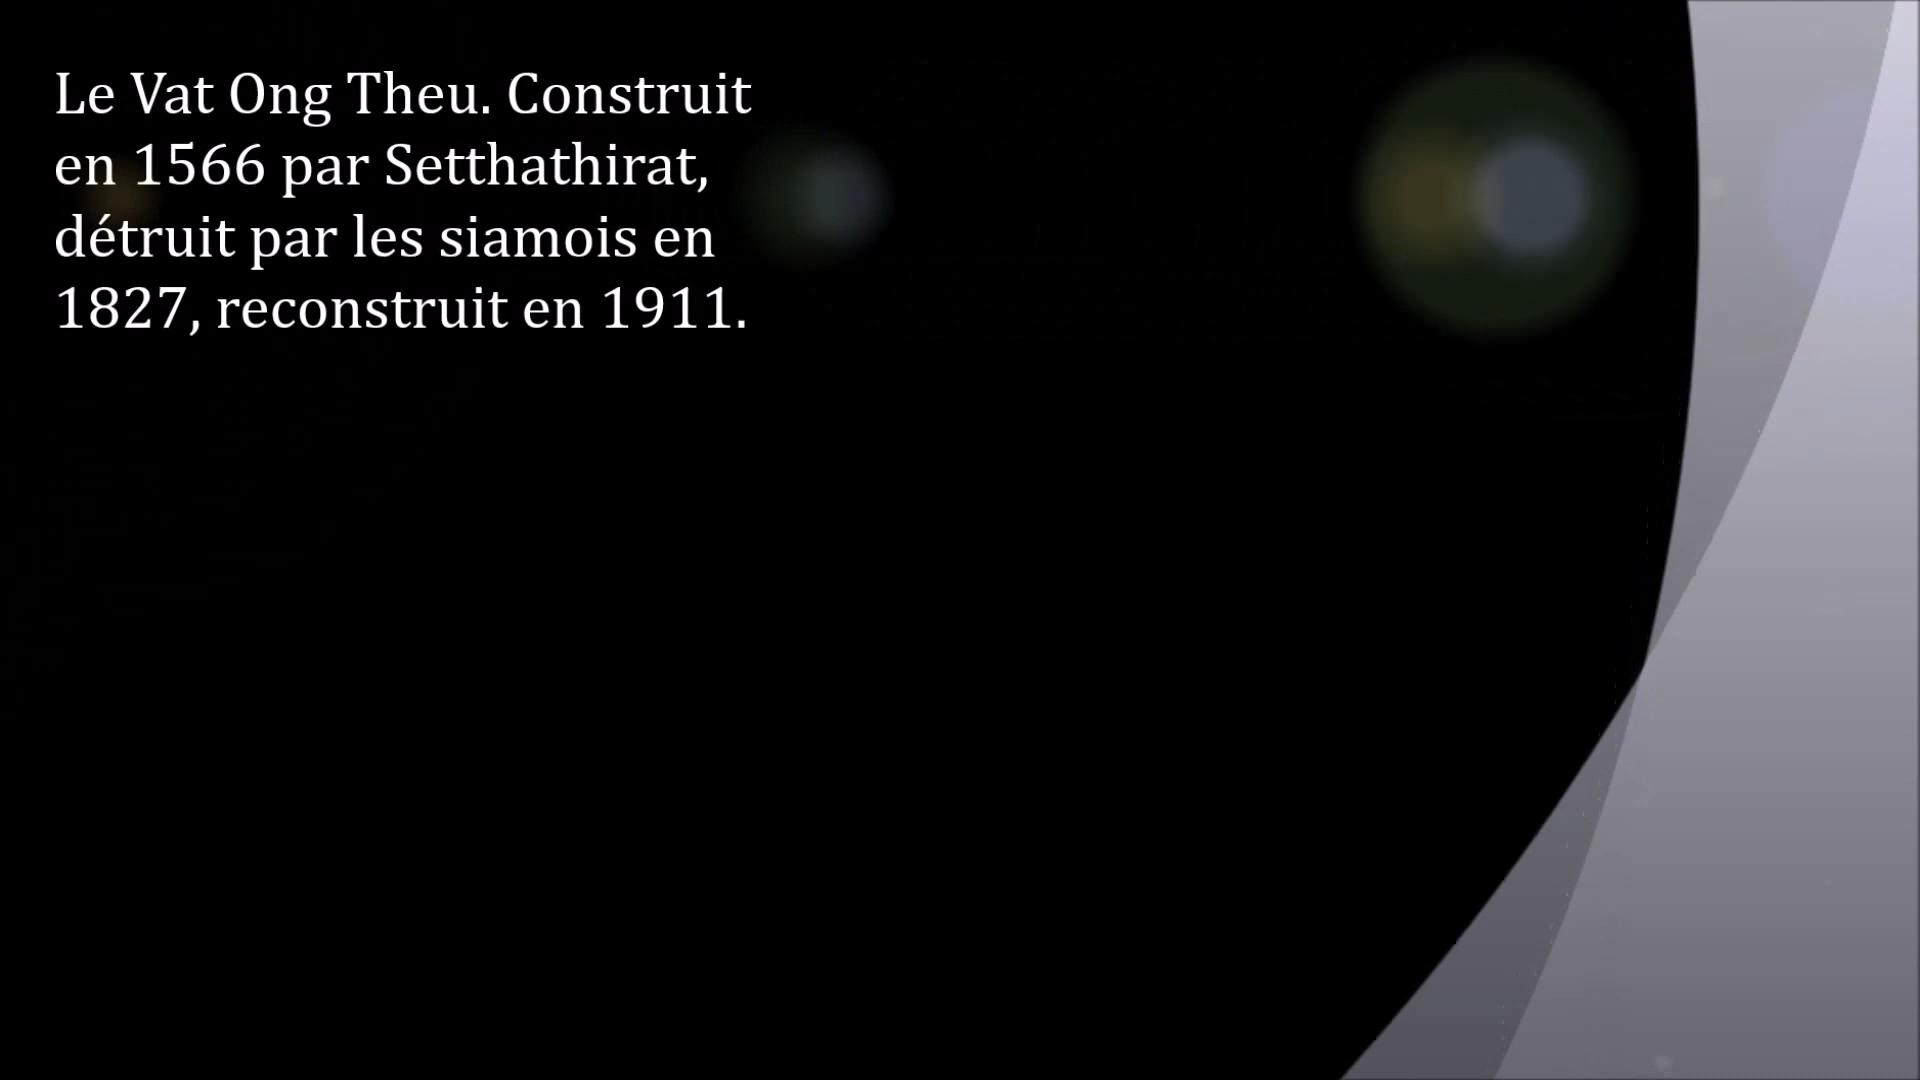 Le Vat Ong Theu. Construit
en 1566 par Setthathirat,
détruit par les siamois en
1827, reconstruit en 1911.